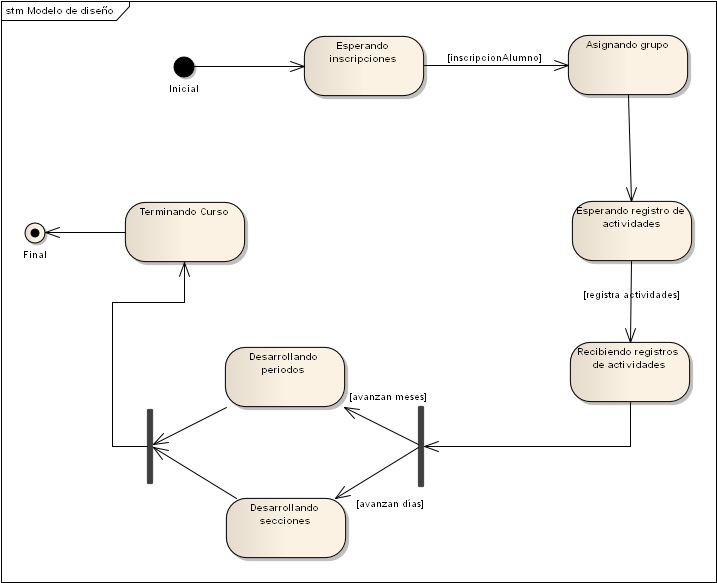 stm Modelo de diseño
Esperando
inscripciones
[inscripcionAlumno]
Asignando grupo
Inicial
Terminando Curso
Esperando registro de
actividades
Final
[registra actividades]
Desarrollando
periodos
Recibiendo registros
de actividades
[avanzan meses]
Desarrollando
secciones
[avanzan dias]